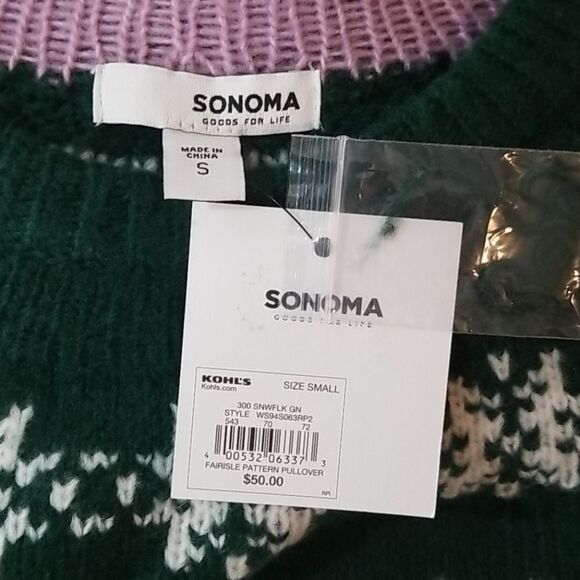 SONOMA
GOODS FOR LIFE
MADE IN
CHINA
S
SONOMA
GOODS FOR LIFE
KOHL'S SIZE SMALL
Kohls.com
300 SNWFLK GN
STYLE WS94S063RP2
543 70 72
4 00532 06337 3
FAIRISLE PATTERN PULLOVER
$50.00
RPI